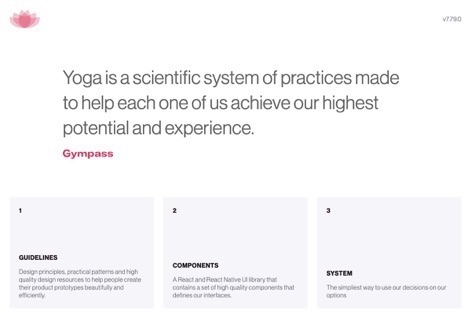 v7.79.0
Yoga is a scientific system of practices made
to help each one of us achieve our highest
potential and experience.
Gympass
1
GUIDELINES
Design principles, practical patterns and high
quality design resources to help people create
their product prototypes beautifully and
efficiently.
2
COMPONENTS
A React and React Native UI library that
contains a set of high quality components that
defines our interfaces.
3
SYSTEM
The simpliest way to use our decisions on our
options